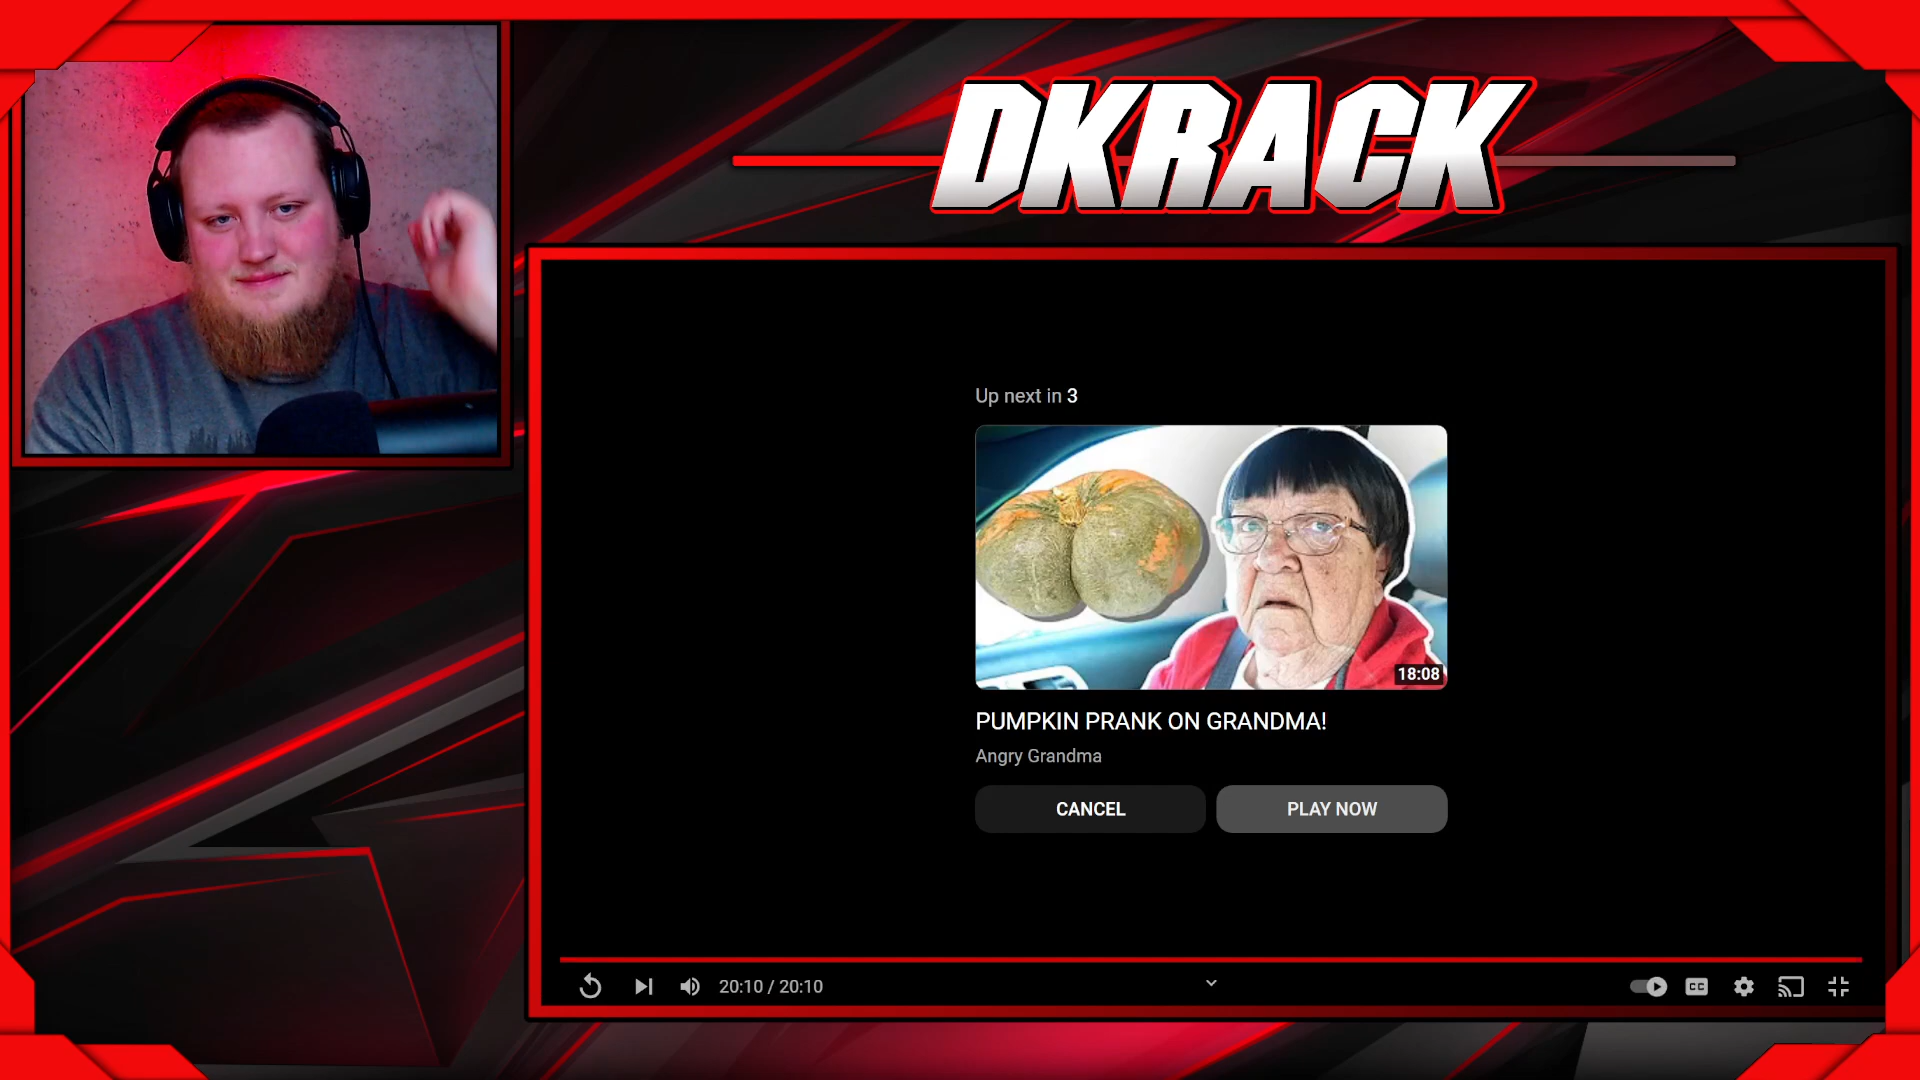 DKRACK
Up next in 3
18:08
PUMPKIN PRANK ON GRANDMA!
Angry Grandma
CANCEL
PLAY NOW
20:10 / 20:10
CC